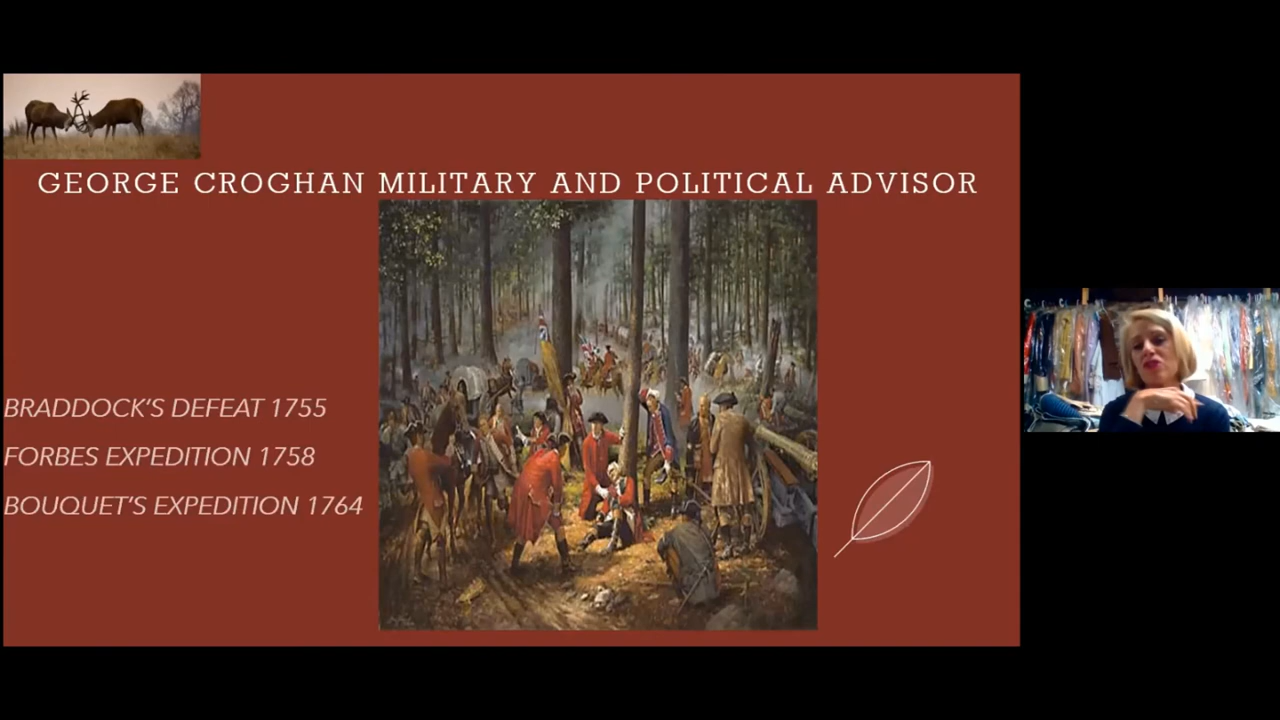 GEORGE CROGHAN MILITARY AND POLITICAL ADVISOR
BRADDOCK'S DEFEAT 1755
FORBES EXPEDITION 1758
BOUQUET'S EXPEDITION 1764